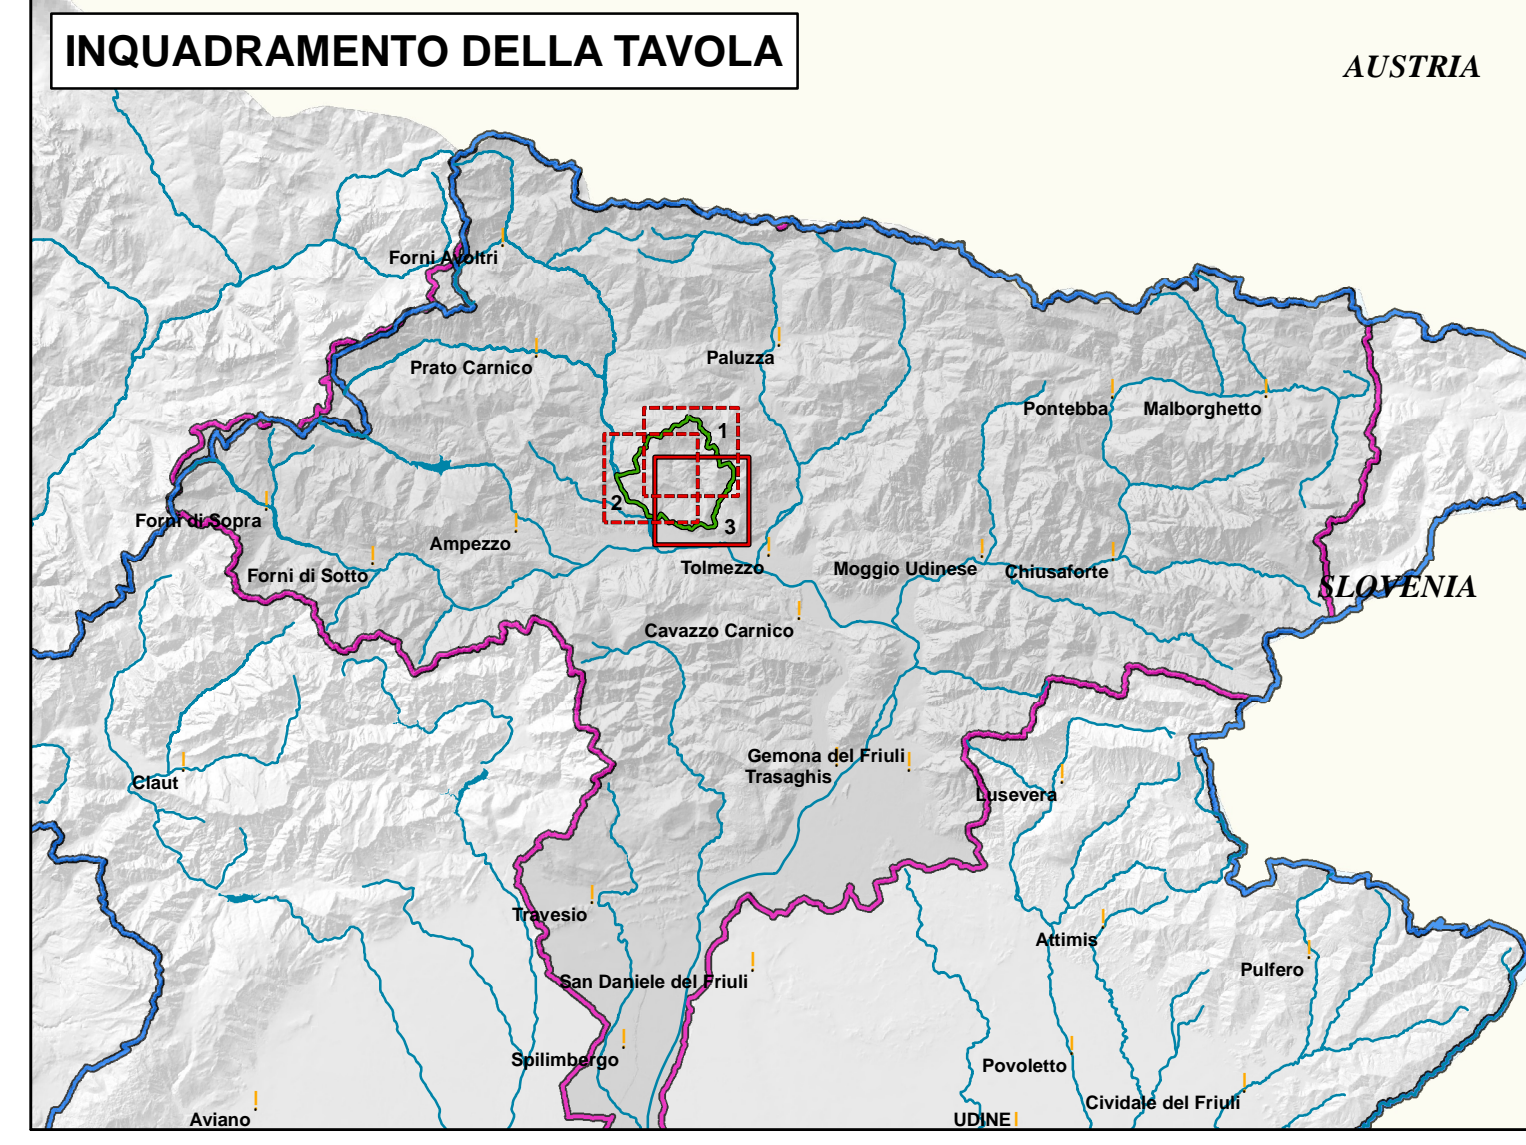 INQUADRAMENTO DELLA TAVOLA
AUSTRIA
Forni Avoltri
Paluzza
Prato Carnico
Pontebba
Malborghetto
1
2
3
Forni di Sopra
Ampezzo
Tolmezzo
Moggio Udinese
Chiusaforte
Forni di Sotto
SLOVENIA
Cavazzo Carnico
Gemona del Friuli
Trasaghis
Claut
Lusevera
Travesio
Attimis
Pulfero
San Daniele del Friuli
Spilimbergo
Povoletto
Cividale del Friuli
Aviano
UDINE